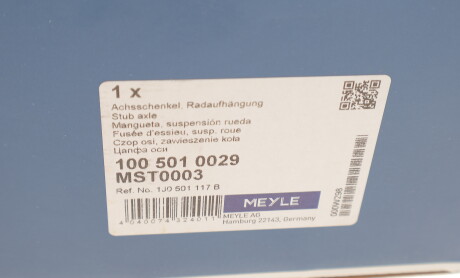 1 x
Achsschenkel, Radaufhängung
Stub axle
Mangueta, suspensión rueda
Fusée d'essieu, susp. roue
Czop osi, zawieszenie koła
Цапфа оси
100 501 0029
MST0003
Ref. No. 1J0 501 117 B
MEYLE
MEYLE AG
Hamburg 22143, Germany